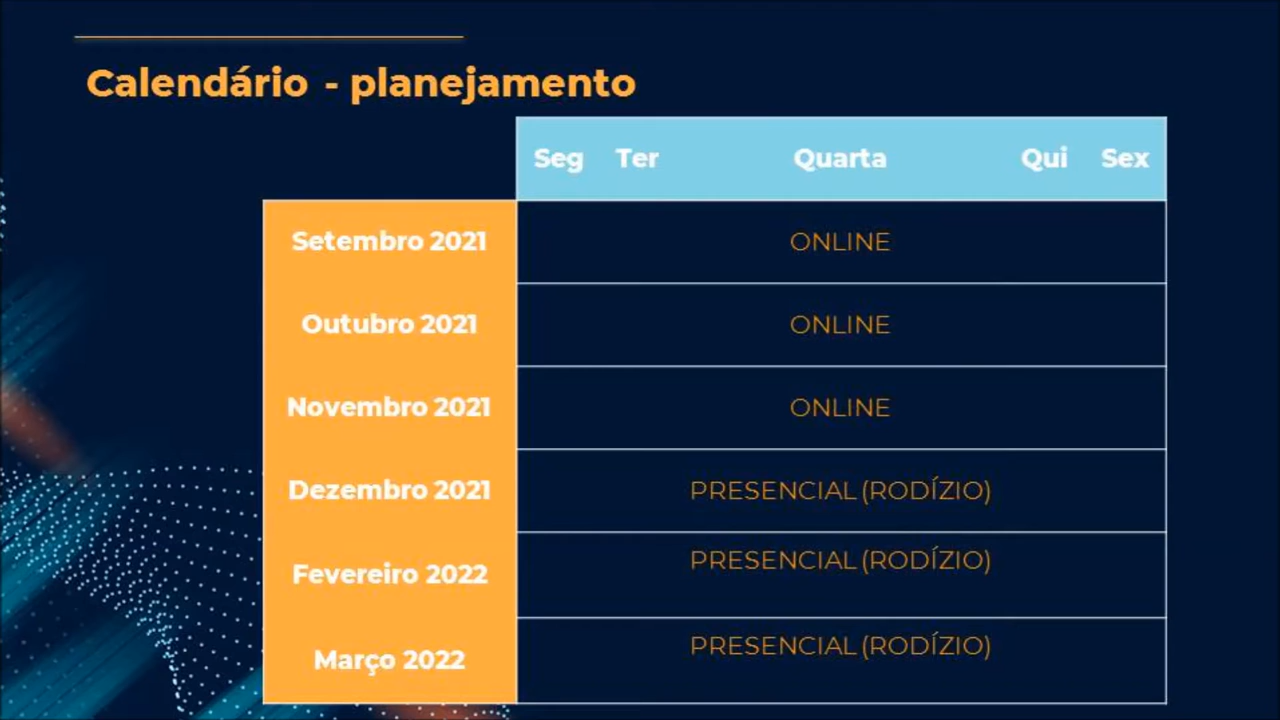 Calendário - planejamento
Seg Ter Quarta Qui Sex
Setembro 2021 ONLINE
Outubro 2021 ONLINE
Novembro 2021 ONLINE
Dezembro 2021 PRESENCIAL (RODÍZIO)
Fevereiro 2022 PRESENCIAL (RODÍZIO)
Março 2022 PRESENCIAL (RODÍZIO)